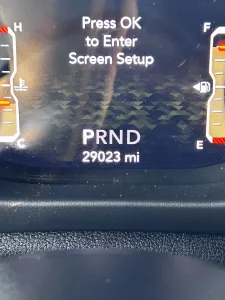 Press OK
to Enter
Screen Setup
H
F
C
E
PRND
29023 mi